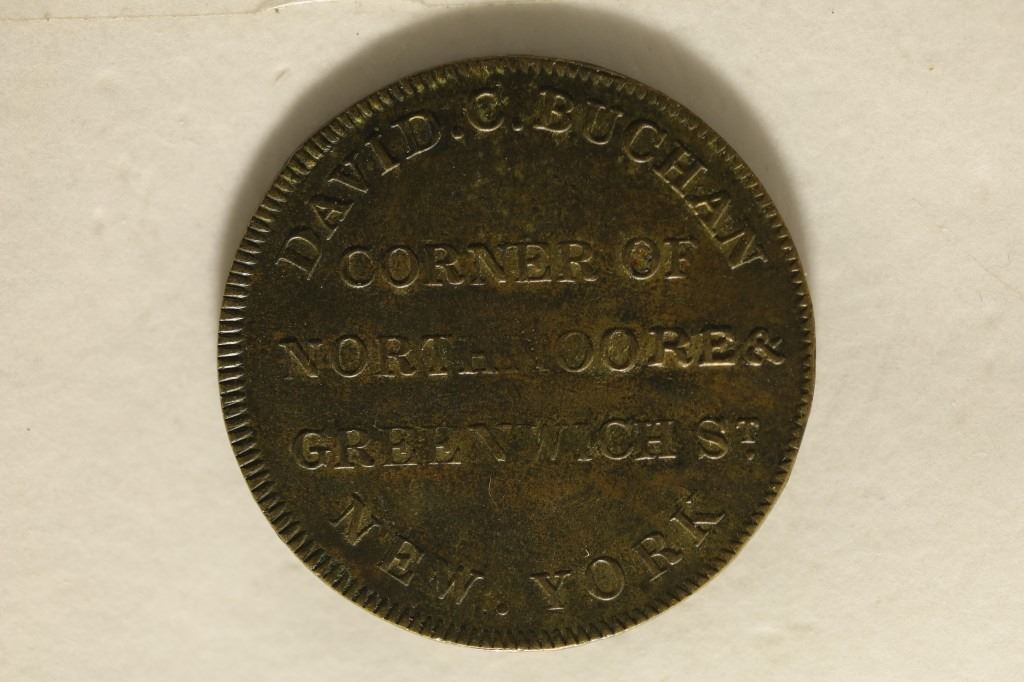 DAVID.C.BUCHAN
CORNER OF
NORTH MOORE &
GREENWICH ST.
NEW.YORK